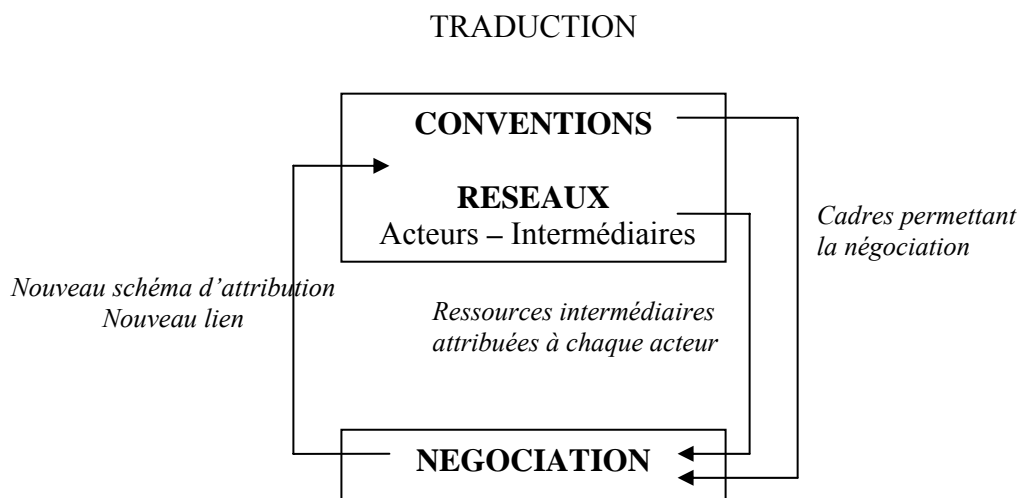 TRADUCTION
CONVENTIONS
RESEAUX
Acteurs – Intermédiaires
Cadres permettant
la négociation
Nouveau schéma d’attribution
Nouveau lien
Ressources intermédiaires
attribuées à chaque acteur
NEGOCIATION